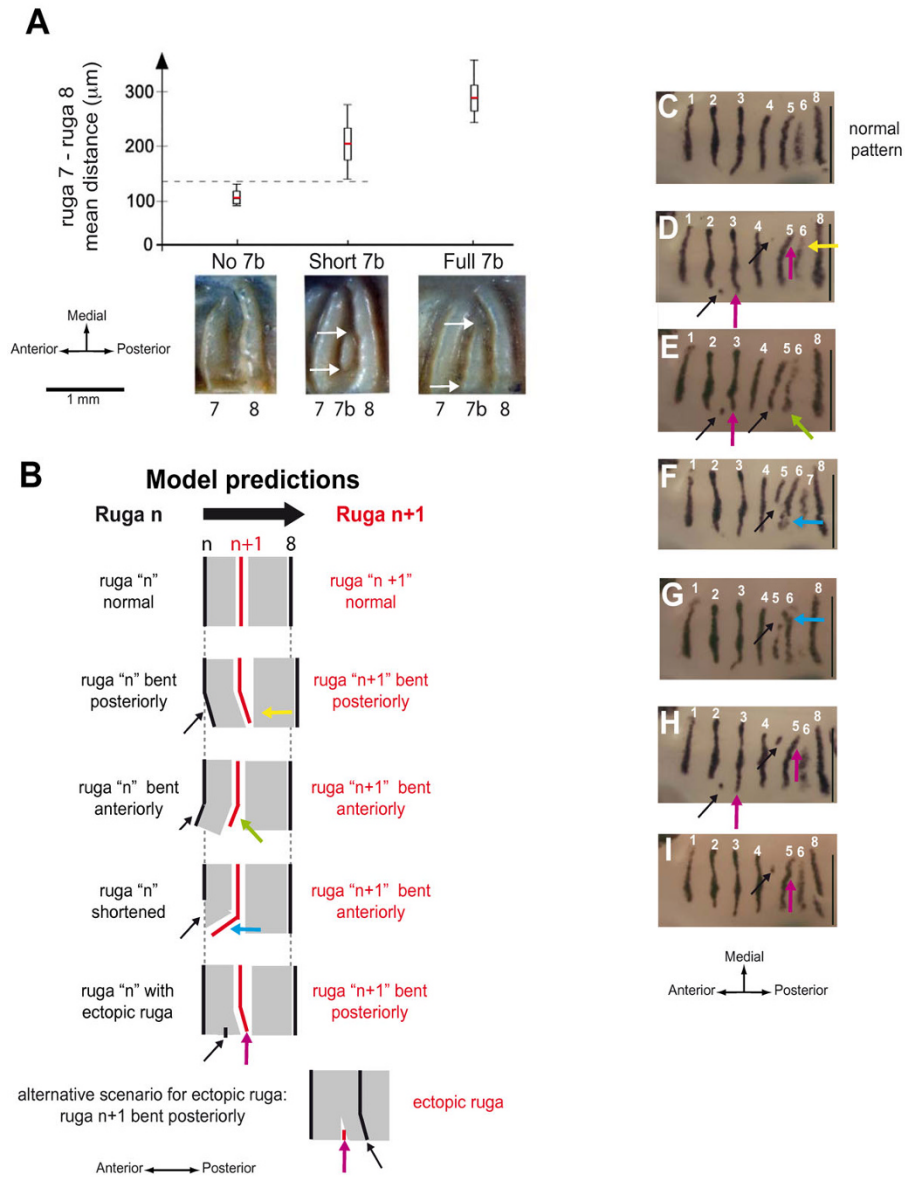 A
ruga 7 - ruga 8
mean distance (μm)
300
200
100
0
No 7b
Short 7b
Full 7b
Medial
Anterior
Posterior
1 mm
7 8
7 7b 8
7 7b 8
B
Model predictions
Ruga n
Ruga n+1
n n+1 8
ruga “n”
normal
ruga “n +1”
normal
ruga “n” bent
posteriorly
ruga “n+1” bent
posteriorly
ruga “n” bent
anteriorly
ruga “n+1” bent
anteriorly
ruga “n”
shortened
ruga “n+1” bent
anteriorly
ruga “n” with
ectopic ruga
ruga “n+1” bent
posteriorly
alternative scenario for ectopic ruga:
ruga n+1 bent posteriorly
ectopic ruga
Anterior
Posterior
C
1 2 3 4 5 6 8
normal
pattern
D
1 2 3 4 5 6 8
E
1 2 3 4 5 6 8
F
1 2 3 4 5 6 7 8
G
1 2 3 4 5 6 8
H
1 2 3 4 5 6 8
I
1 2 3 4 5 6 8
Medial
Anterior
Posterior